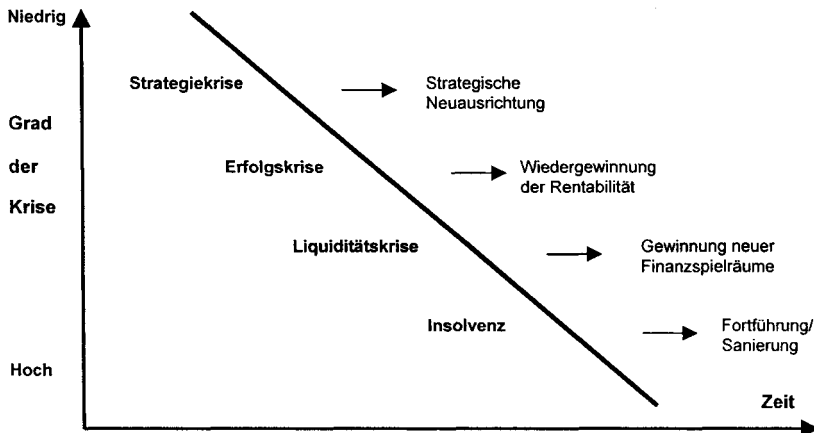 Niedrig
Strategiekrise
Strategische
Neuausrichtung
Grad
der
Krise
Erfolgskrise
Wiedergewinnung
der Rentabilität
Liquiditätskrise
Gewinnung neuer
Finanzspielräume
Insolvenz
Fortführung/
Sanierung
Hoch
Zeit